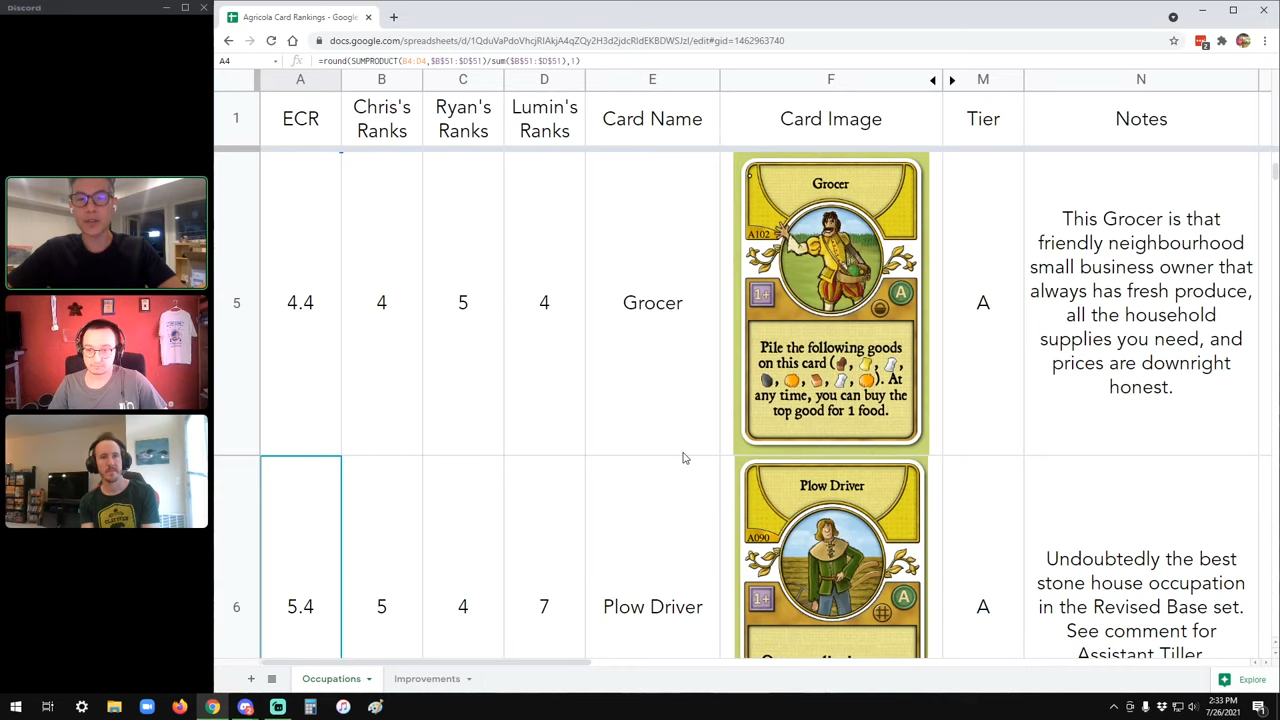 Discord
Agricola Card Rankings - Google
docs.google.com/spreadsheets/d/1QduVaPdoVhcjRIAkjA4qZQy2H3d2jdcRIdEKBDWSJzI/edit#gid=1462963740
A4 fx =round(SUMPRODUCT(B4:D4,$B$51:$D$51)/sum($B$51:$D$51),1)
A B C D E F M N
1 ECR Chris's Ranks Ryan's Ranks Lumin's Ranks Card Name Card Image Tier Notes
5 4.4 4 5 4 Grocer
Grocer
A102
1+
A
Pile the following goods
on this card ( , , ,
, , , , ). At
any time, you can buy the
top good for 1 food.
A
This Grocer is that
friendly neighbourhood
small business owner that
always has fresh produce,
all the household
supplies you need, and
prices are downright
honest.
6 5.4 5 4 7 Plow Driver
Plow Driver
A090
1+
A
A
Undoubtedly the best
stone house occupation
in the Revised Base set.
See comment for
Assistant Tiller
Occupations Improvements Explore
2:33 PM
7/26/2021